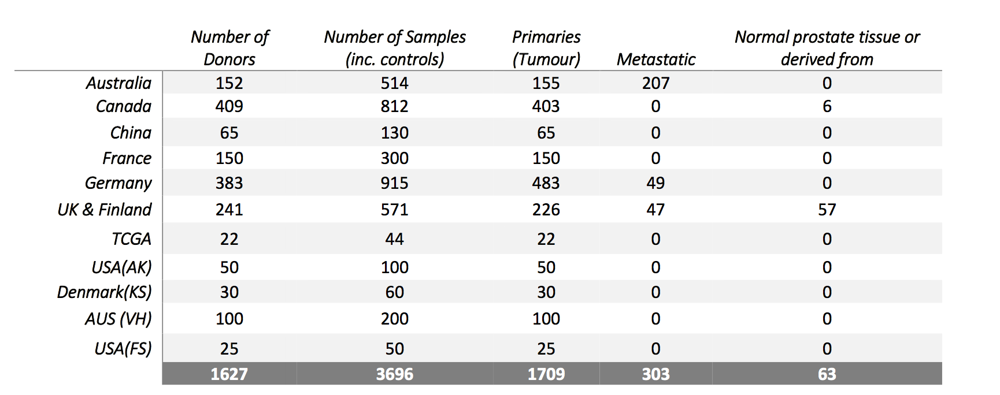 Number of Donors Number of Samples (inc. controls) Primaries (Tumour) Metastatic Normal prostate tissue or derived from
Australia 152 514 155 207 0
Canada 409 812 403 0 6
China 65 130 65 0 0
France 150 300 150 0 0
Germany 383 915 483 49 0
UK & Finland 241 571 226 47 57
TCGA 22 44 22 0 0
USA(AK) 50 100 50 0 0
Denmark(KS) 30 60 30 0 0
AUS (VH) 100 200 100 0 0
USA(FS) 25 50 25 0 0
1627 3696 1709 303 63